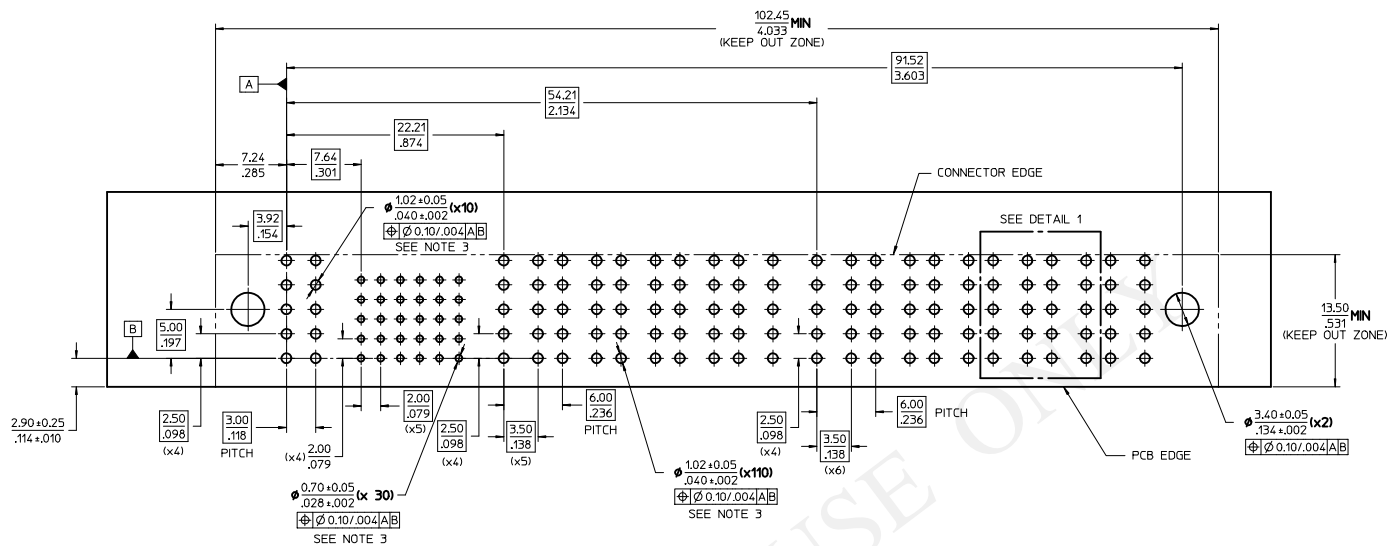 102.45 MIN
4.033
(KEEP OUT ZONE)
91.52
3.603
A
54.21
2.134
22.21
.874
7.24
.285
7.64
.301
CONNECTOR EDGE
Ø 1.02 ±0.05 (x10)
.040 ±.002
⌖ Ø 0.10/.004 A B
SEE NOTE 3
3.92
.154
SEE DETAIL 1
5.00
.197
B
13.50 MIN
.531
(KEEP OUT ZONE)
2.90 ±0.25
.114 ±.010
2.50
.098
(x4)
3.00
.118
PITCH
(x4) 2.00
.079
2.00
.079
(x5)
2.50
.098
(x4)
3.50
.138
(x5)
6.00
.236
PITCH
2.50
.098
(x4)
3.50
.138
(x6)
6.00
.236
PITCH
Ø 3.40 ±0.05 (x2)
.134 ±.002
⌖ Ø 0.10/.004 A B
PCB EDGE
Ø 0.70 ±0.05 (x 30)
.028 ±.002
⌖ Ø 0.10/.004 A B
SEE NOTE 3
Ø 1.02 ±0.05 (x110)
.040 ±.002
⌖ Ø 0.10/.004 A B
SEE NOTE 3
USE ONLY